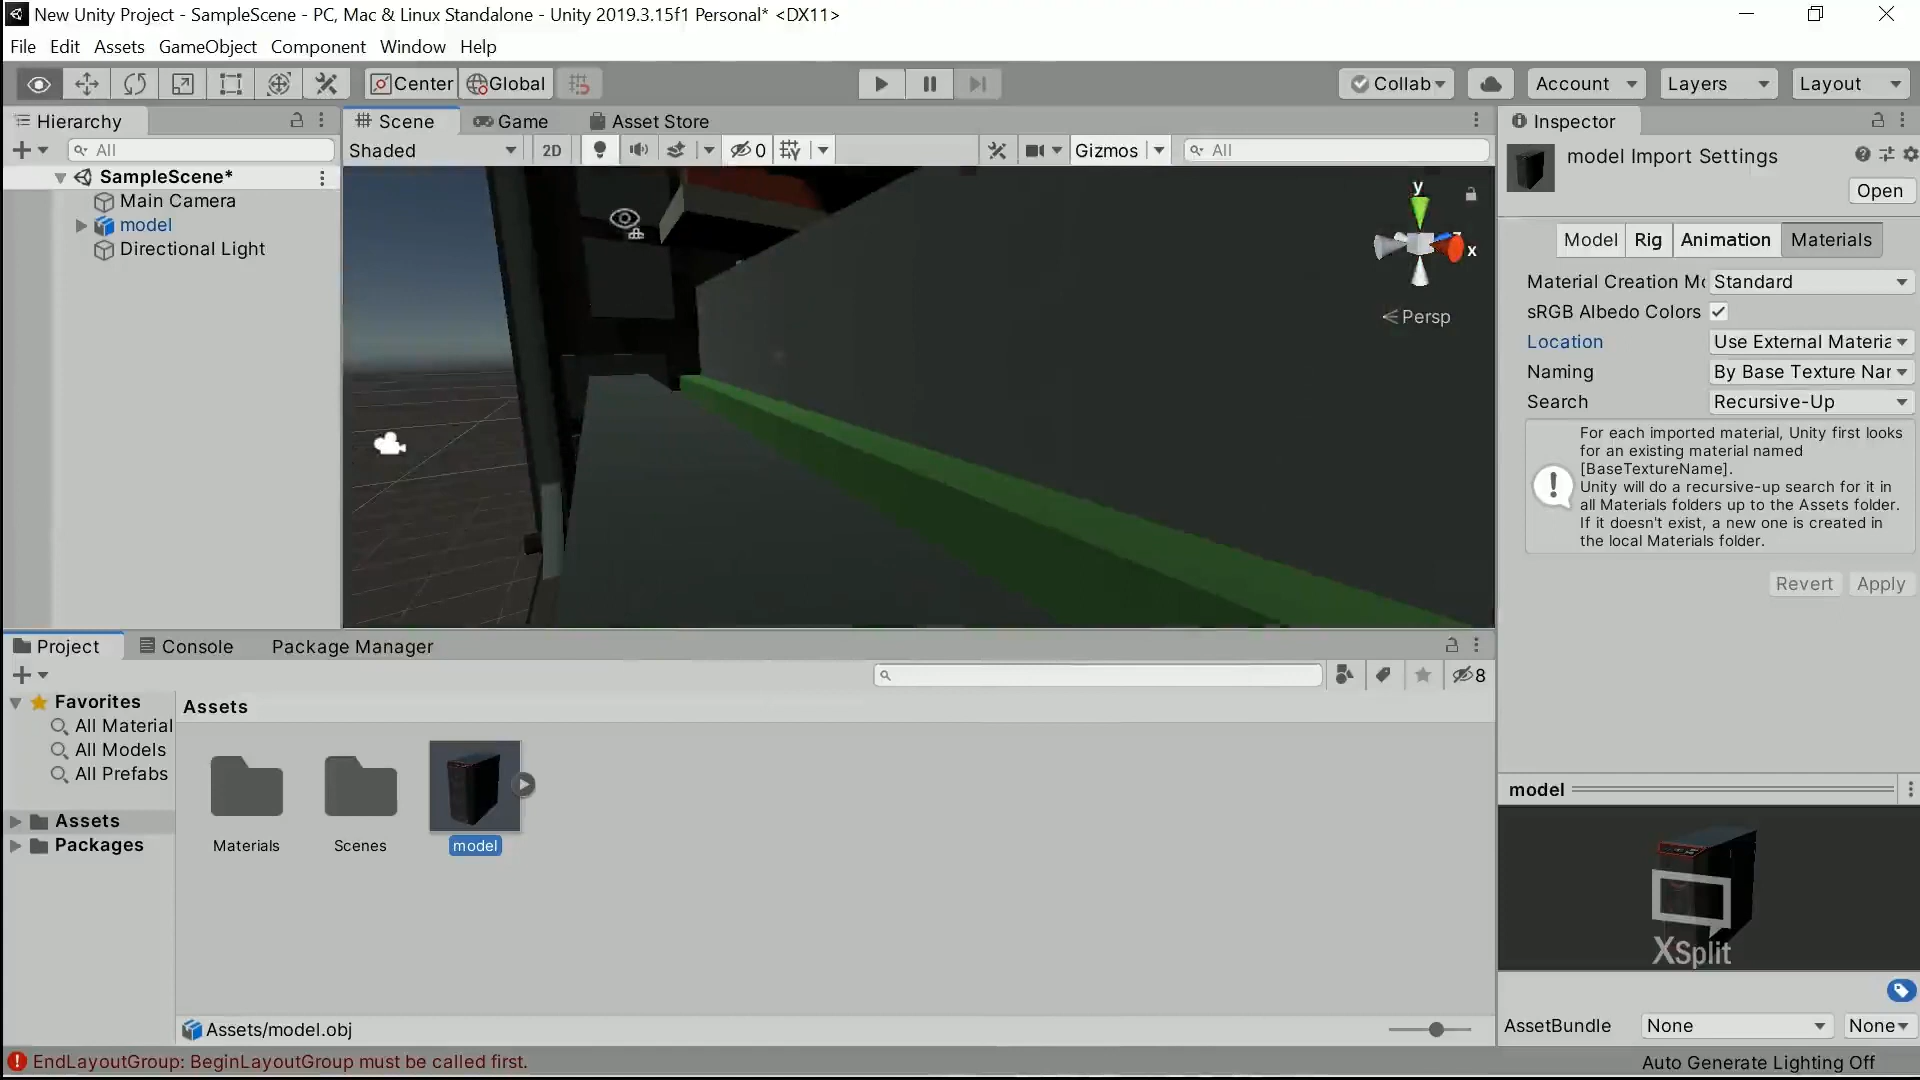 New Unity Project - SampleScene - PC, Mac & Linux Standalone - Unity 2019.3.15f1 Personal* <DX11>
File Edit Assets GameObject Component Window Help
Center Global Collab Account Layers Layout
Hierarchy
All
SampleScene*
Main Camera
model
Directional Light
Scene Game Asset Store
Shaded 2D 0 Gizmos All
y
x
Persp
Inspector
model Import Settings
Open
Model Rig Animation Materials
Material Creation Mo Standard
sRGB Albedo Colors
Location Use External Materia
Naming By Base Texture Nar
Search Recursive-Up
For each imported material, Unity first looks
for an existing material named
[BaseTextureName].
Unity will do a recursive-up search for it in
all Materials folders up to the Assets folder.
If it doesn't exist, a new one is created in
the local Materials folder.
Revert Apply
Project Console Package Manager
8
Favorites
All Material
All Models
All Prefabs
Assets
Packages
Assets
Materials Scenes model
Assets/model.obj
model
XSplit
AssetBundle None None
EndLayoutGroup: BeginLayoutGroup must be called first.
Auto Generate Lighting Off